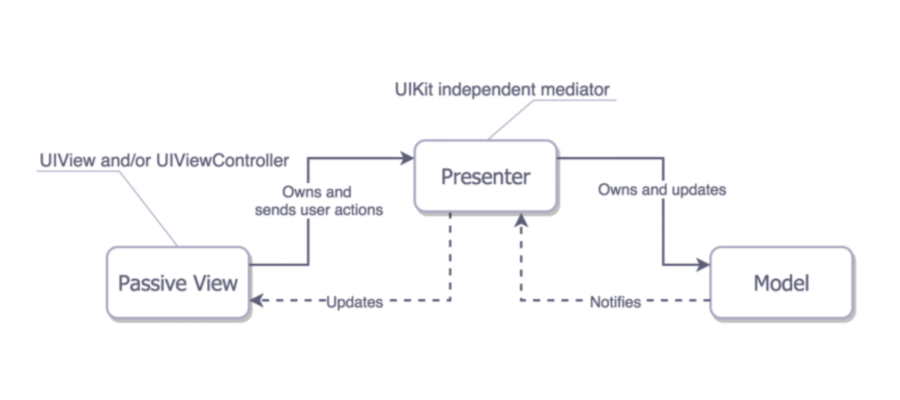 UIKit independent mediator
UIView and/or UIViewController
Presenter
Owns and
sends user actions
Owns and updates
Passive View
Model
Updates
Notifies